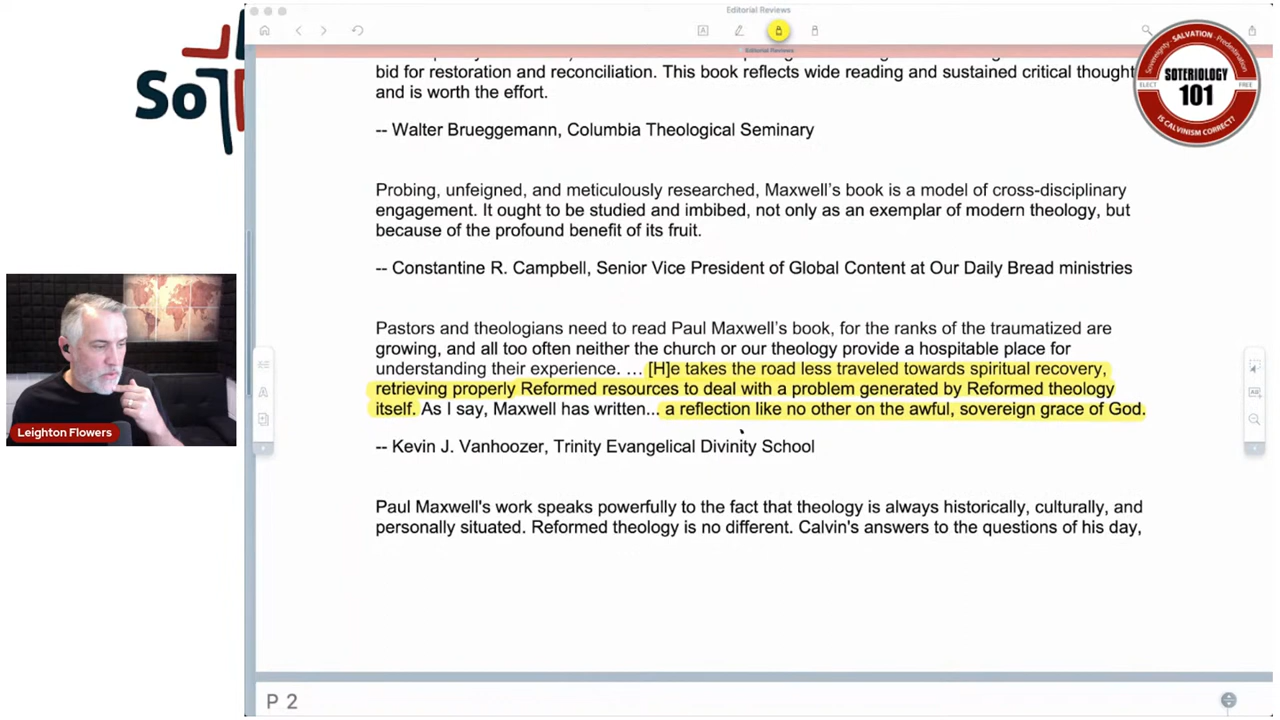 Editorial Reviews
Editorial Reviews
So
bid for restoration and reconciliation. This book reflects wide reading and sustained critical thought
and is worth the effort.
-- Walter Brueggemann, Columbia Theological Seminary
Sovereignty · SALVATION · Predestination
ELECT
SOTERIOLOGY
101
FREE
IS CALVINISM CORRECT?
Probing, unfeigned, and meticulously researched, Maxwell’s book is a model of cross-disciplinary
engagement. It ought to be studied and imbibed, not only as an exemplar of modern theology, but
because of the profound benefit of its fruit.
-- Constantine R. Campbell, Senior Vice President of Global Content at Our Daily Bread ministries
Pastors and theologians need to read Paul Maxwell’s book, for the ranks of the traumatized are
growing, and all too often neither the church or our theology provide a hospitable place for
understanding their experience. … [H]e takes the road less traveled towards spiritual recovery,
retrieving properly Reformed resources to deal with a problem generated by Reformed theology
itself. As I say, Maxwell has written... a reflection like no other on the awful, sovereign grace of God.
-- Kevin J. Vanhoozer, Trinity Evangelical Divinity School
Leighton Flowers
Paul Maxwell's work speaks powerfully to the fact that theology is always historically, culturally, and
personally situated. Reformed theology is no different. Calvin's answers to the questions of his day,
P 2